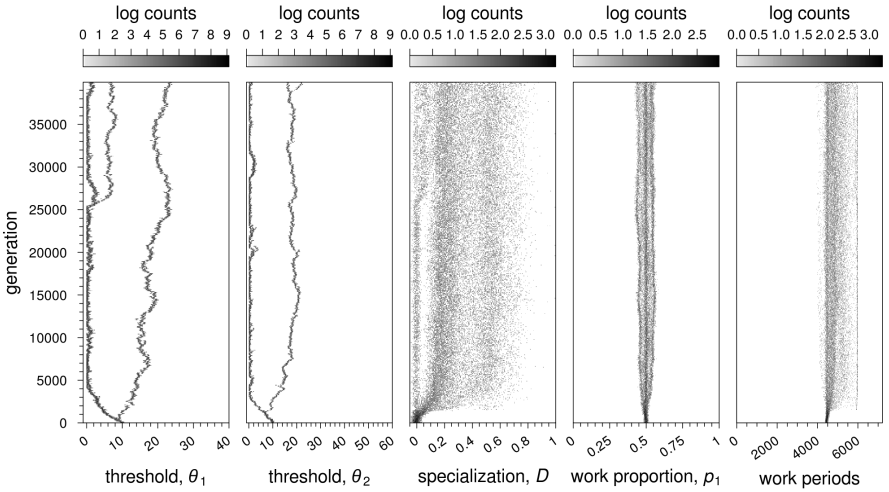 log counts log counts log counts log counts log counts
0 1 2 3 4 5 6 7 8 9 0 1 2 3 4 5 6 7 8 9 0.0 0.5 1.0 1.5 2.0 2.5 3.0 0.0 0.5 1.0 1.5 2.0 2.5 0.0 0.5 1.0 1.5 2.0 2.5 3.0
35000
30000
25000
20000
15000
10000
5000
0
generation
0 10 20 30 40 0 10 20 30 40 50 60 0 0.2 0.4 0.6 0.8 1 0 0.25 0.5 0.75 1 0 2000 4000 6000
threshold, θ1 threshold, θ2 specialization, D work proportion, p1 work periods